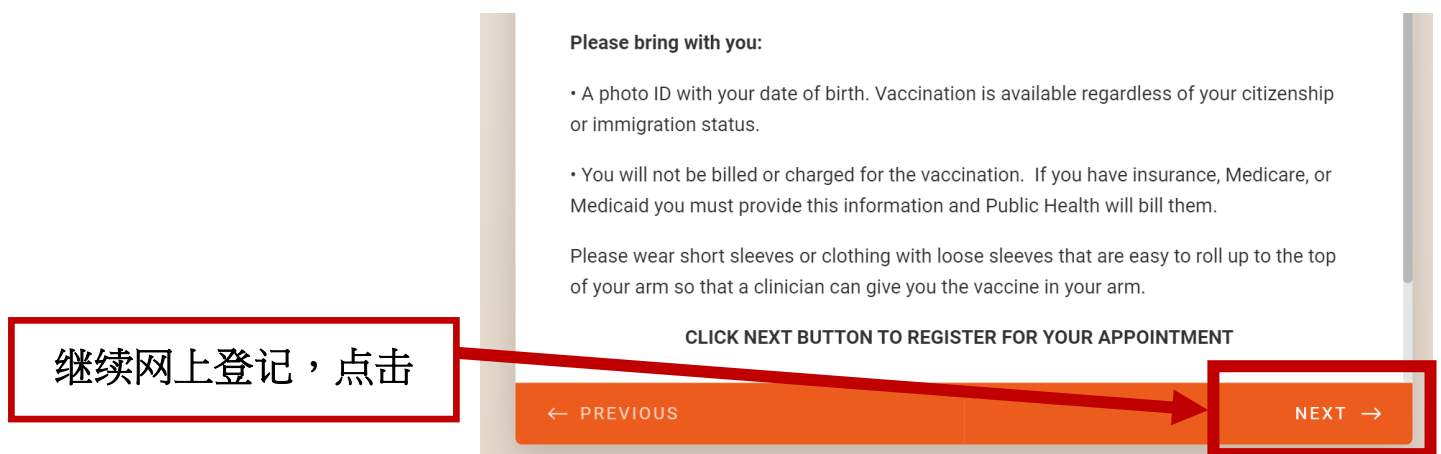 Please bring with you:
• A photo ID with your date of birth. Vaccination is available regardless of your citizenship
or immigration status.
• You will not be billed or charged for the vaccination.  If you have insurance, Medicare, or
Medicaid you must provide this information and Public Health will bill them.
Please wear short sleeves or clothing with loose sleeves that are easy to roll up to the top
of your arm so that a clinician can give you the vaccine in your arm.
CLICK NEXT BUTTON TO REGISTER FOR YOUR APPOINTMENT
继续网上登记，点击
← PREVIOUS
NEXT →